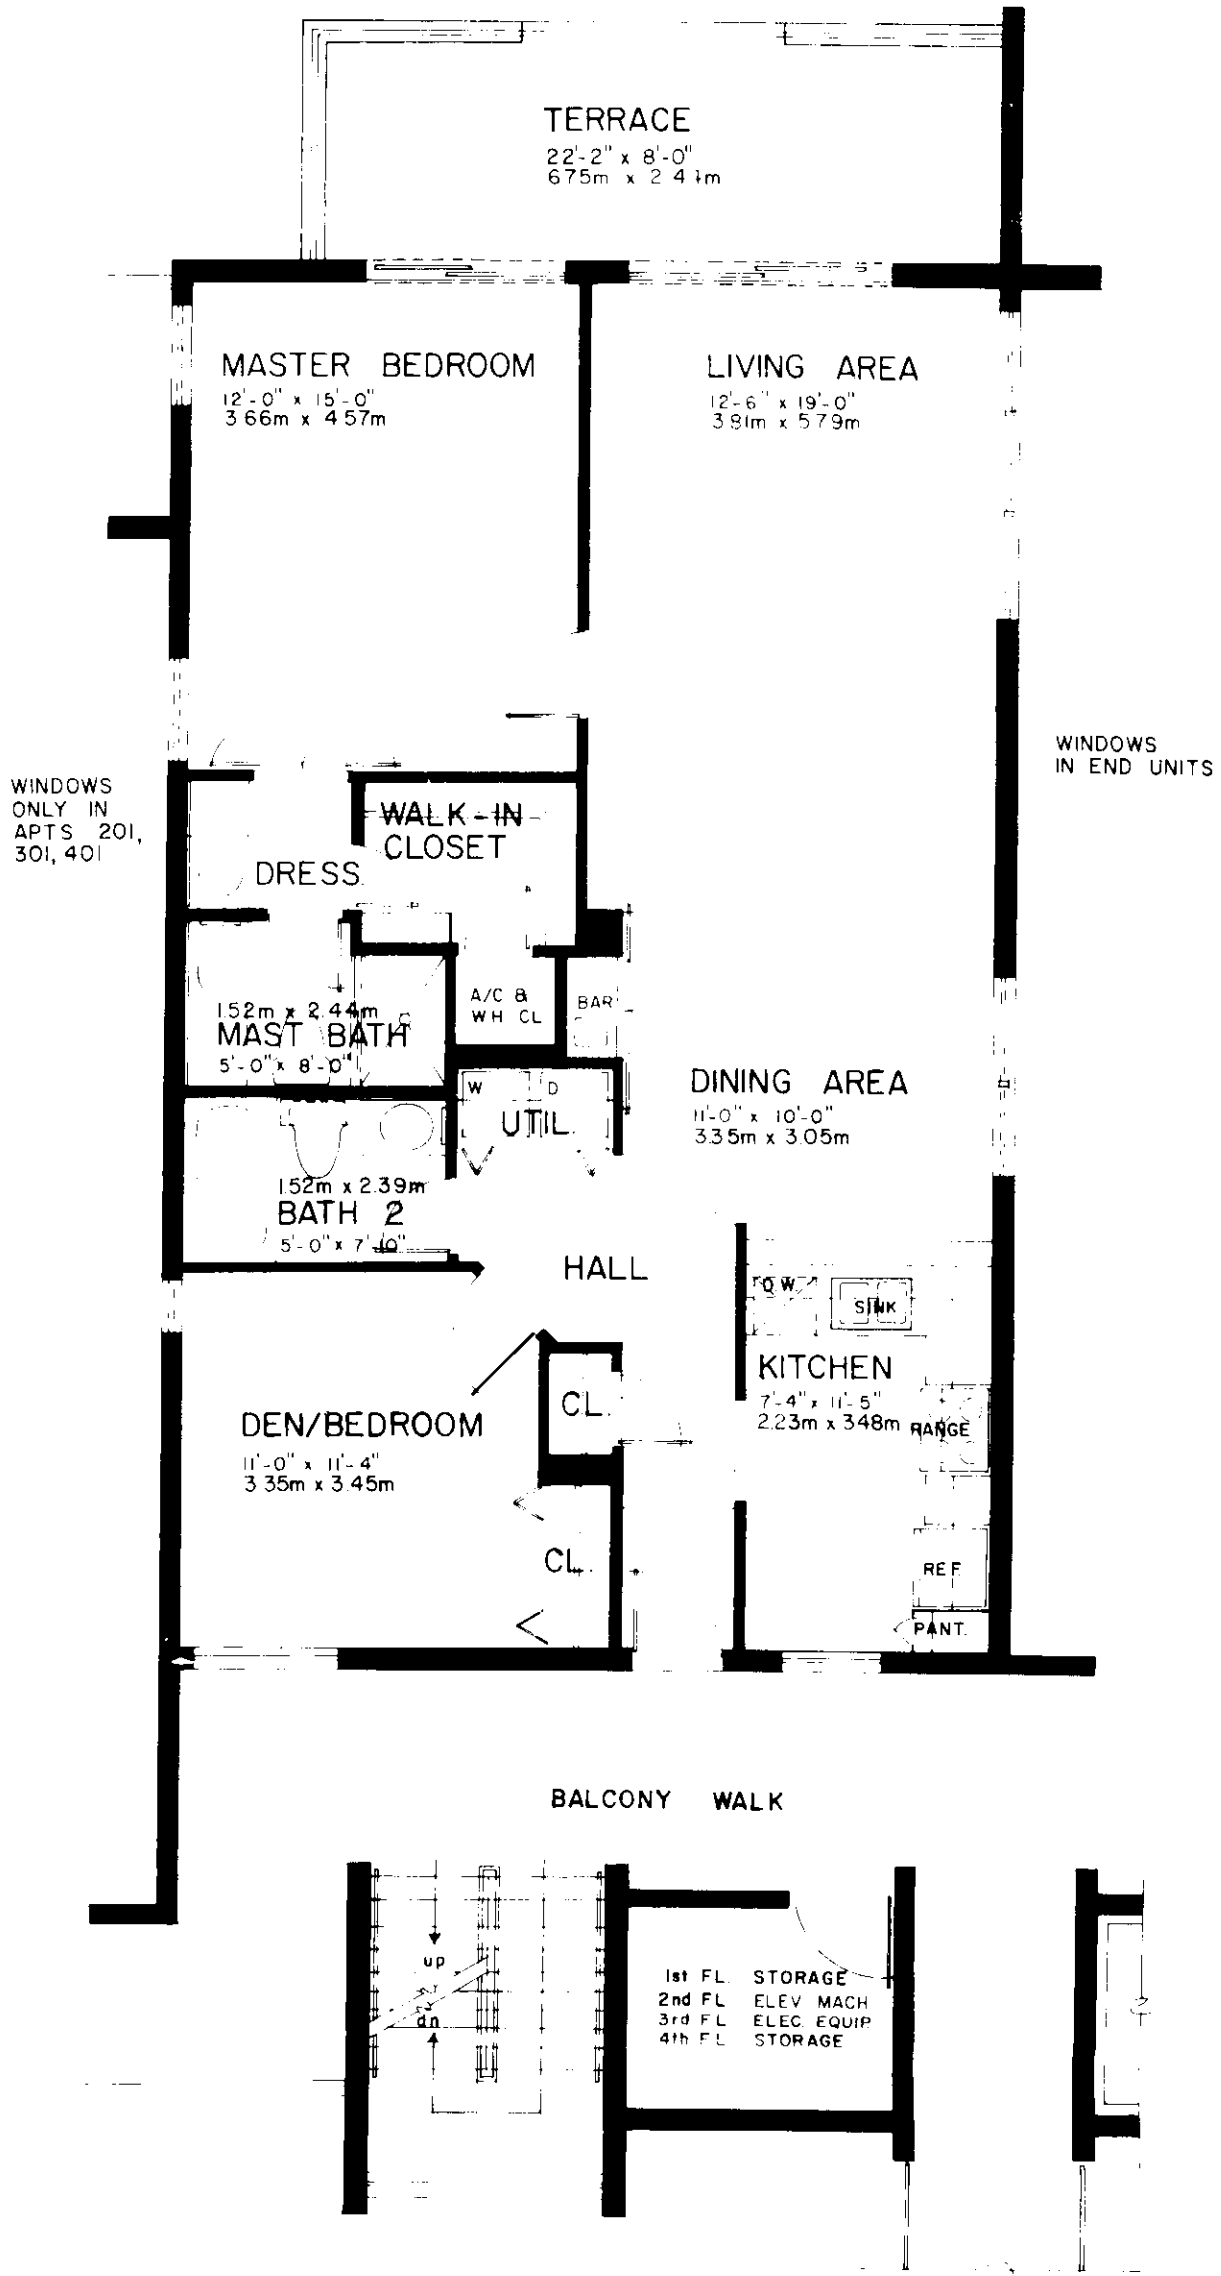 TERRACE
22'-2" x 8'-0"
6.75m x 2.44m
MASTER BEDROOM
12'-0" x 15'-0"
3.66m x 4.57m
LIVING AREA
12'-6" x 19'-0"
3.81m x 5.79m
WINDOWS
IN END UNITS
WINDOWS
ONLY IN
APTS 201,
301, 401
WALK-IN
CLOSET
DRESS.
A/C &
WH CL
BAR
1.52m x 2.44m
MAST BATH
5'-0" x 8'-0"
W
D
UTIL.
DINING AREA
11'-0" x 10'-0"
3.35m x 3.05m
1.52m x 2.39m
BATH 2
5'-0" x 7'-10"
HALL
D.W.
SINK
KITCHEN
7'-4" x 11'-5"
2.23m x 3.48m
RANGE
CL.
DEN/BEDROOM
11'-0" x 11'-4"
3.35m x 3.45m
CL.
REF.
PANT.
BALCONY WALK
up
dn
1st FL. STORAGE
2nd FL ELEV MACH
3rd FL ELEC. EQUIP.
4th FL STORAGE